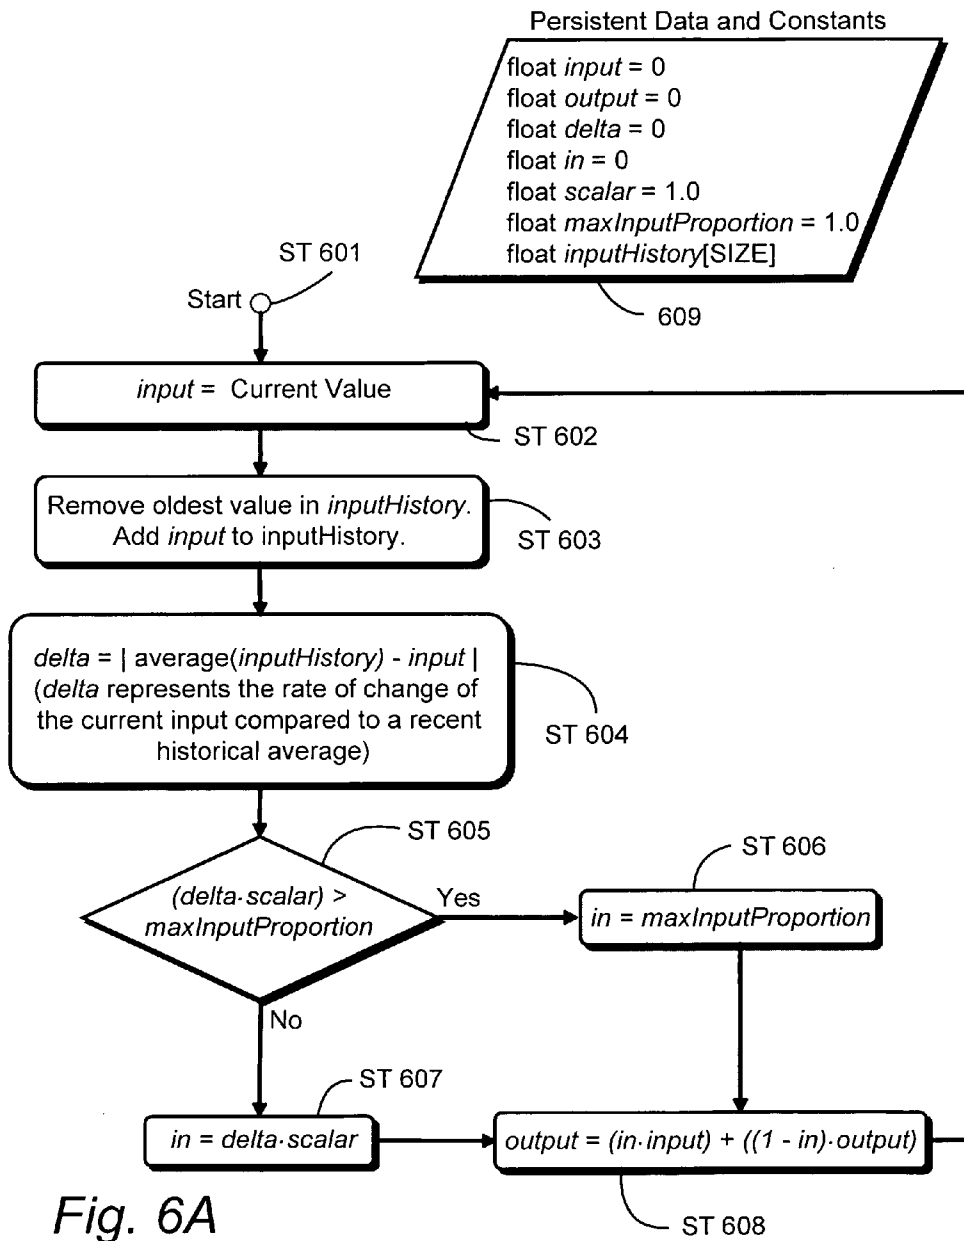 Persistent Data and Constants
float input = 0
float output = 0
float delta = 0
float in = 0
float scalar = 1.0
float maxInputProportion = 1.0
float inputHistory[SIZE]
609
ST 601
Start
input = Current Value
ST 602
Remove oldest value in inputHistory.
Add input to inputHistory.
ST 603
delta = | average(inputHistory) - input |
(delta represents the rate of change of
the current input compared to a recent
historical average)
ST 604
ST 605
(delta·scalar) >
maxInputProportion
Yes
ST 606
in = maxInputProportion
No
ST 607
in = delta·scalar
output = (in·input) + ((1 - in)·output)
ST 608
Fig. 6A